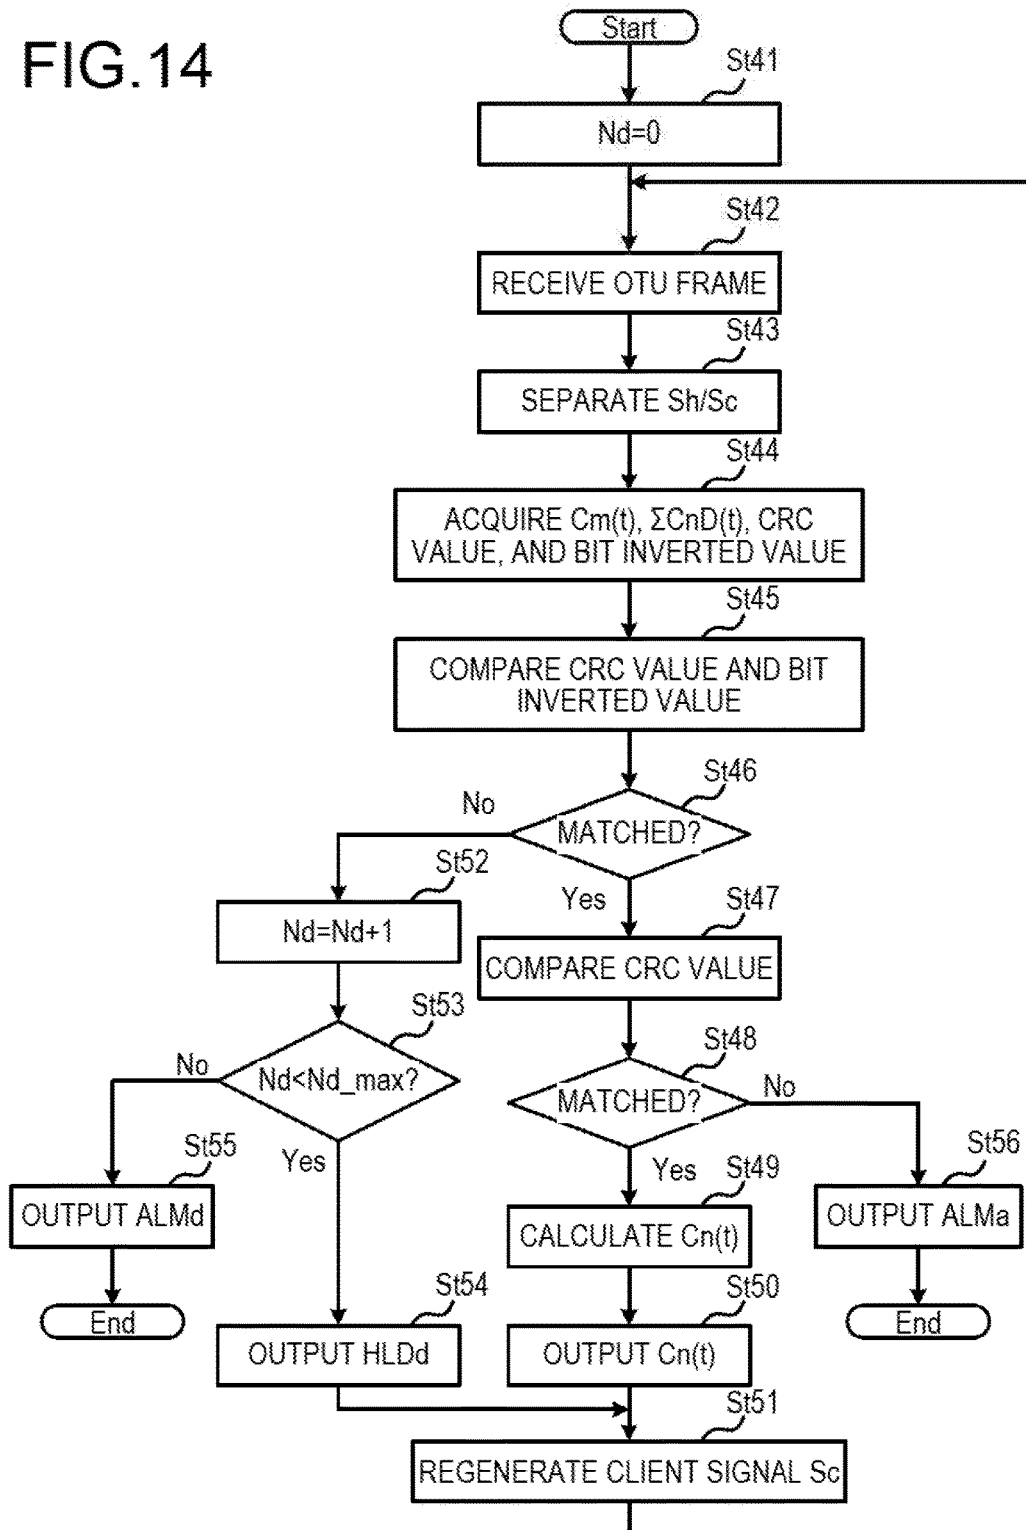 FIG.14
Start
St41
Nd=0
St42
RECEIVE OTU FRAME
St43
SEPARATE Sh/Sc
St44
ACQUIRE Cm(t), ΣCnD(t), CRC
VALUE, AND BIT INVERTED VALUE
St45
COMPARE CRC VALUE AND BIT
INVERTED VALUE
St46
MATCHED?
No
Yes
St52
Nd=Nd+1
St47
COMPARE CRC VALUE
St53
Nd<Nd_max?
No
Yes
St48
MATCHED?
No
Yes
St55
OUTPUT ALMd
End
St49
CALCULATE Cn(t)
St56
OUTPUT ALMa
End
St54
OUTPUT HLDd
St50
OUTPUT Cn(t)
St51
REGENERATE CLIENT SIGNAL Sc